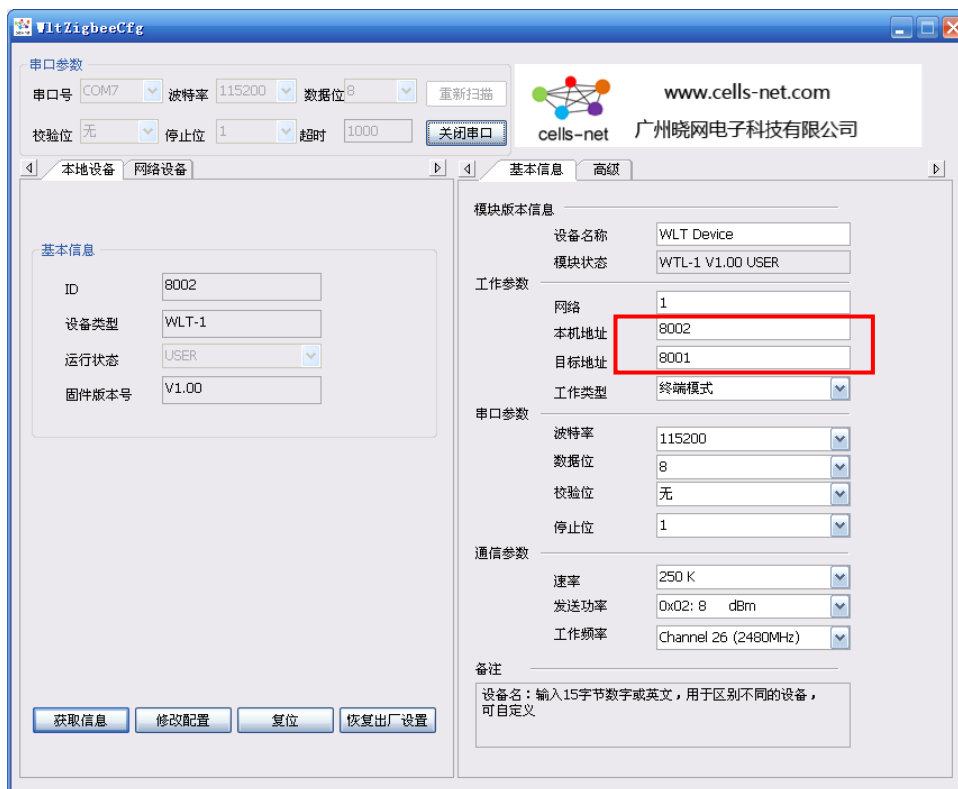 WltZigbeeCfg
串口参数
串口号 COM7 波特率 115200 数据位 8 重新扫描
校验位 无 停止位 1 超时 1000 关闭串口
cells-net
www.cells-net.com
广州晓网电子科技有限公司
本地设备 网络设备
基本信息
ID 8002
设备类型 WLT-1
运行状态 USER
固件版本号 V1.00
获取信息 修改配置 复位 恢复出厂设置
基本信息 高级
模块版本信息
设备名称 WLT Device
模块状态 WTL-1 V1.00 USER
工作参数
网络 1
本机地址 8002
目标地址 8001
工作类型 终端模式
串口参数
波特率 115200
数据位 8
校验位 无
停止位 1
通信参数
速率 250 K
发送功率 0x02: 8 dBm
工作频率 Channel 26 (2480MHz)
备注
设备名：输入15字节数字或英文，用于区别不同的设备，
可自定义